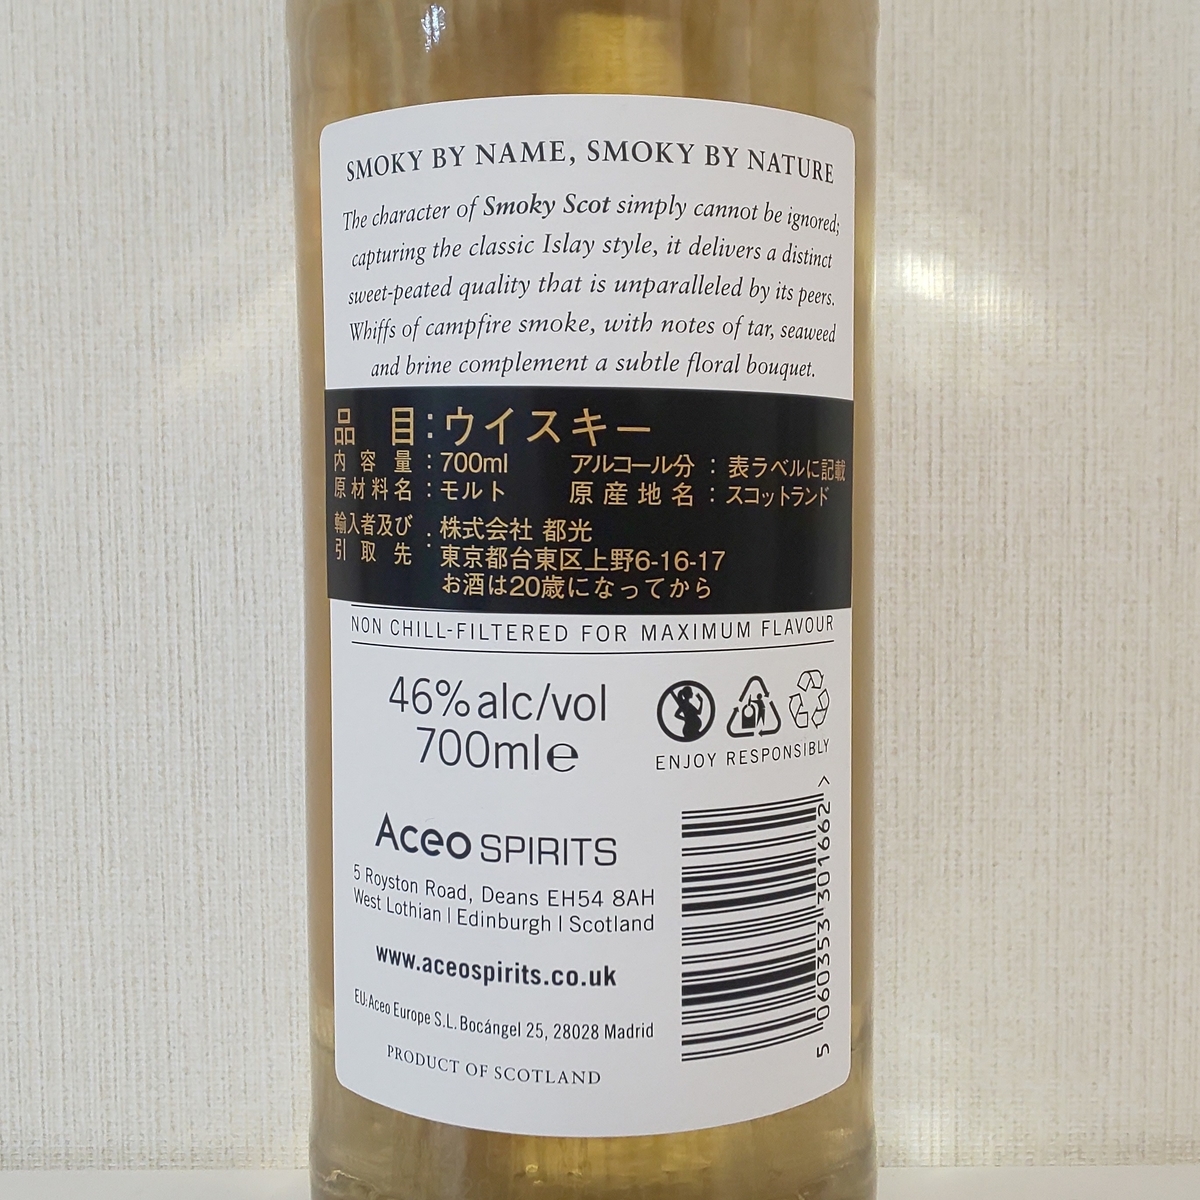 SMOKY BY NAME, SMOKY BY NATURE
The character of Smoky Scot simply cannot be ignored;
capturing the classic Islay style, it delivers a distinct
sweet-peated quality that is unparalleled by its peers.
Whiffs of campfire smoke, with notes of tar, seaweed
and brine complement a subtle floral bouquet.
品 目:ウイスキー
内容量:700ml アルコール分:表ラベルに記載
原材料名:モルト 原産地名:スコットランド
輸入者及び引取先:株式会社 都光
東京都台東区上野6-16-17
お酒は20歳になってから
NON CHILL-FILTERED FOR MAXIMUM FLAVOUR
46%alc/vol
700ml℮
ENJOY RESPONSIBLY
Aceo SPIRITS
5 Royston Road, Deans EH54 8AH
West Lothian | Edinburgh | Scotland
www.aceospirits.co.uk
EU:Aceo Europe S.L. Bocángel 25, 28028 Madrid
PRODUCT OF SCOTLAND
5 060353 301662 >